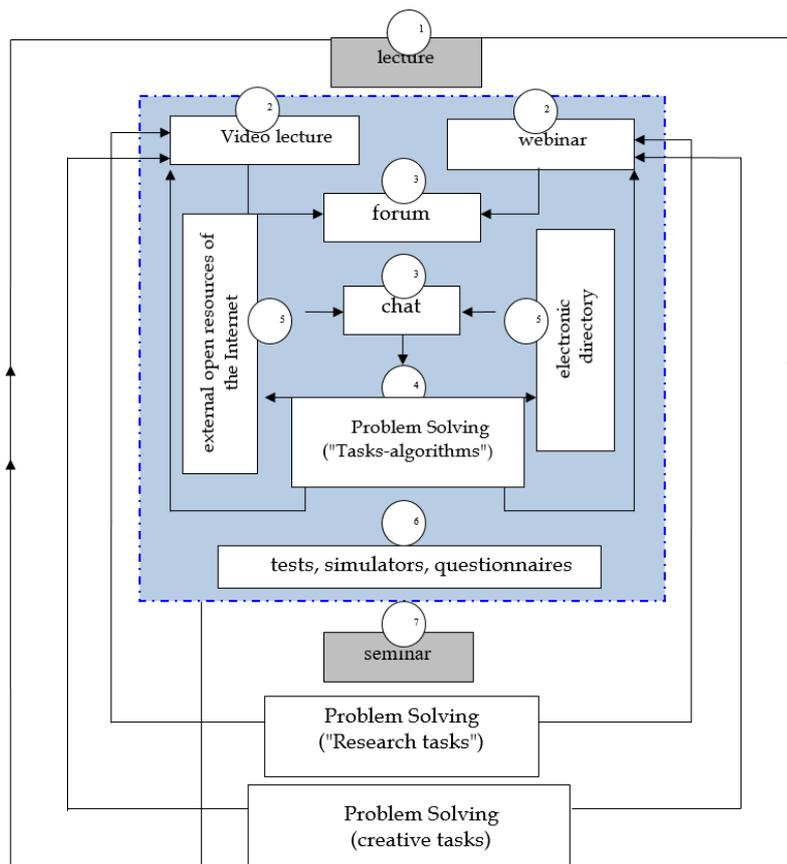 1
lecture
2
Video lecture
2
webinar
3
forum
external open resources of
the Internet
3
chat
5
5
electronic
directory
4
Problem Solving
("Tasks-algorithms")
6
tests, simulators, questionnaires
7
seminar
Problem Solving
("Research tasks")
Problem Solving
(creative tasks)